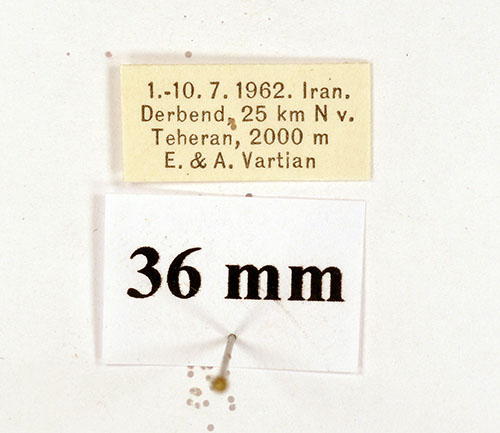 1.-10. 7. 1962. Iran.
Derbend, 25 km N v.
Teheran, 2000 m
E. & A. Vartian
36 mm